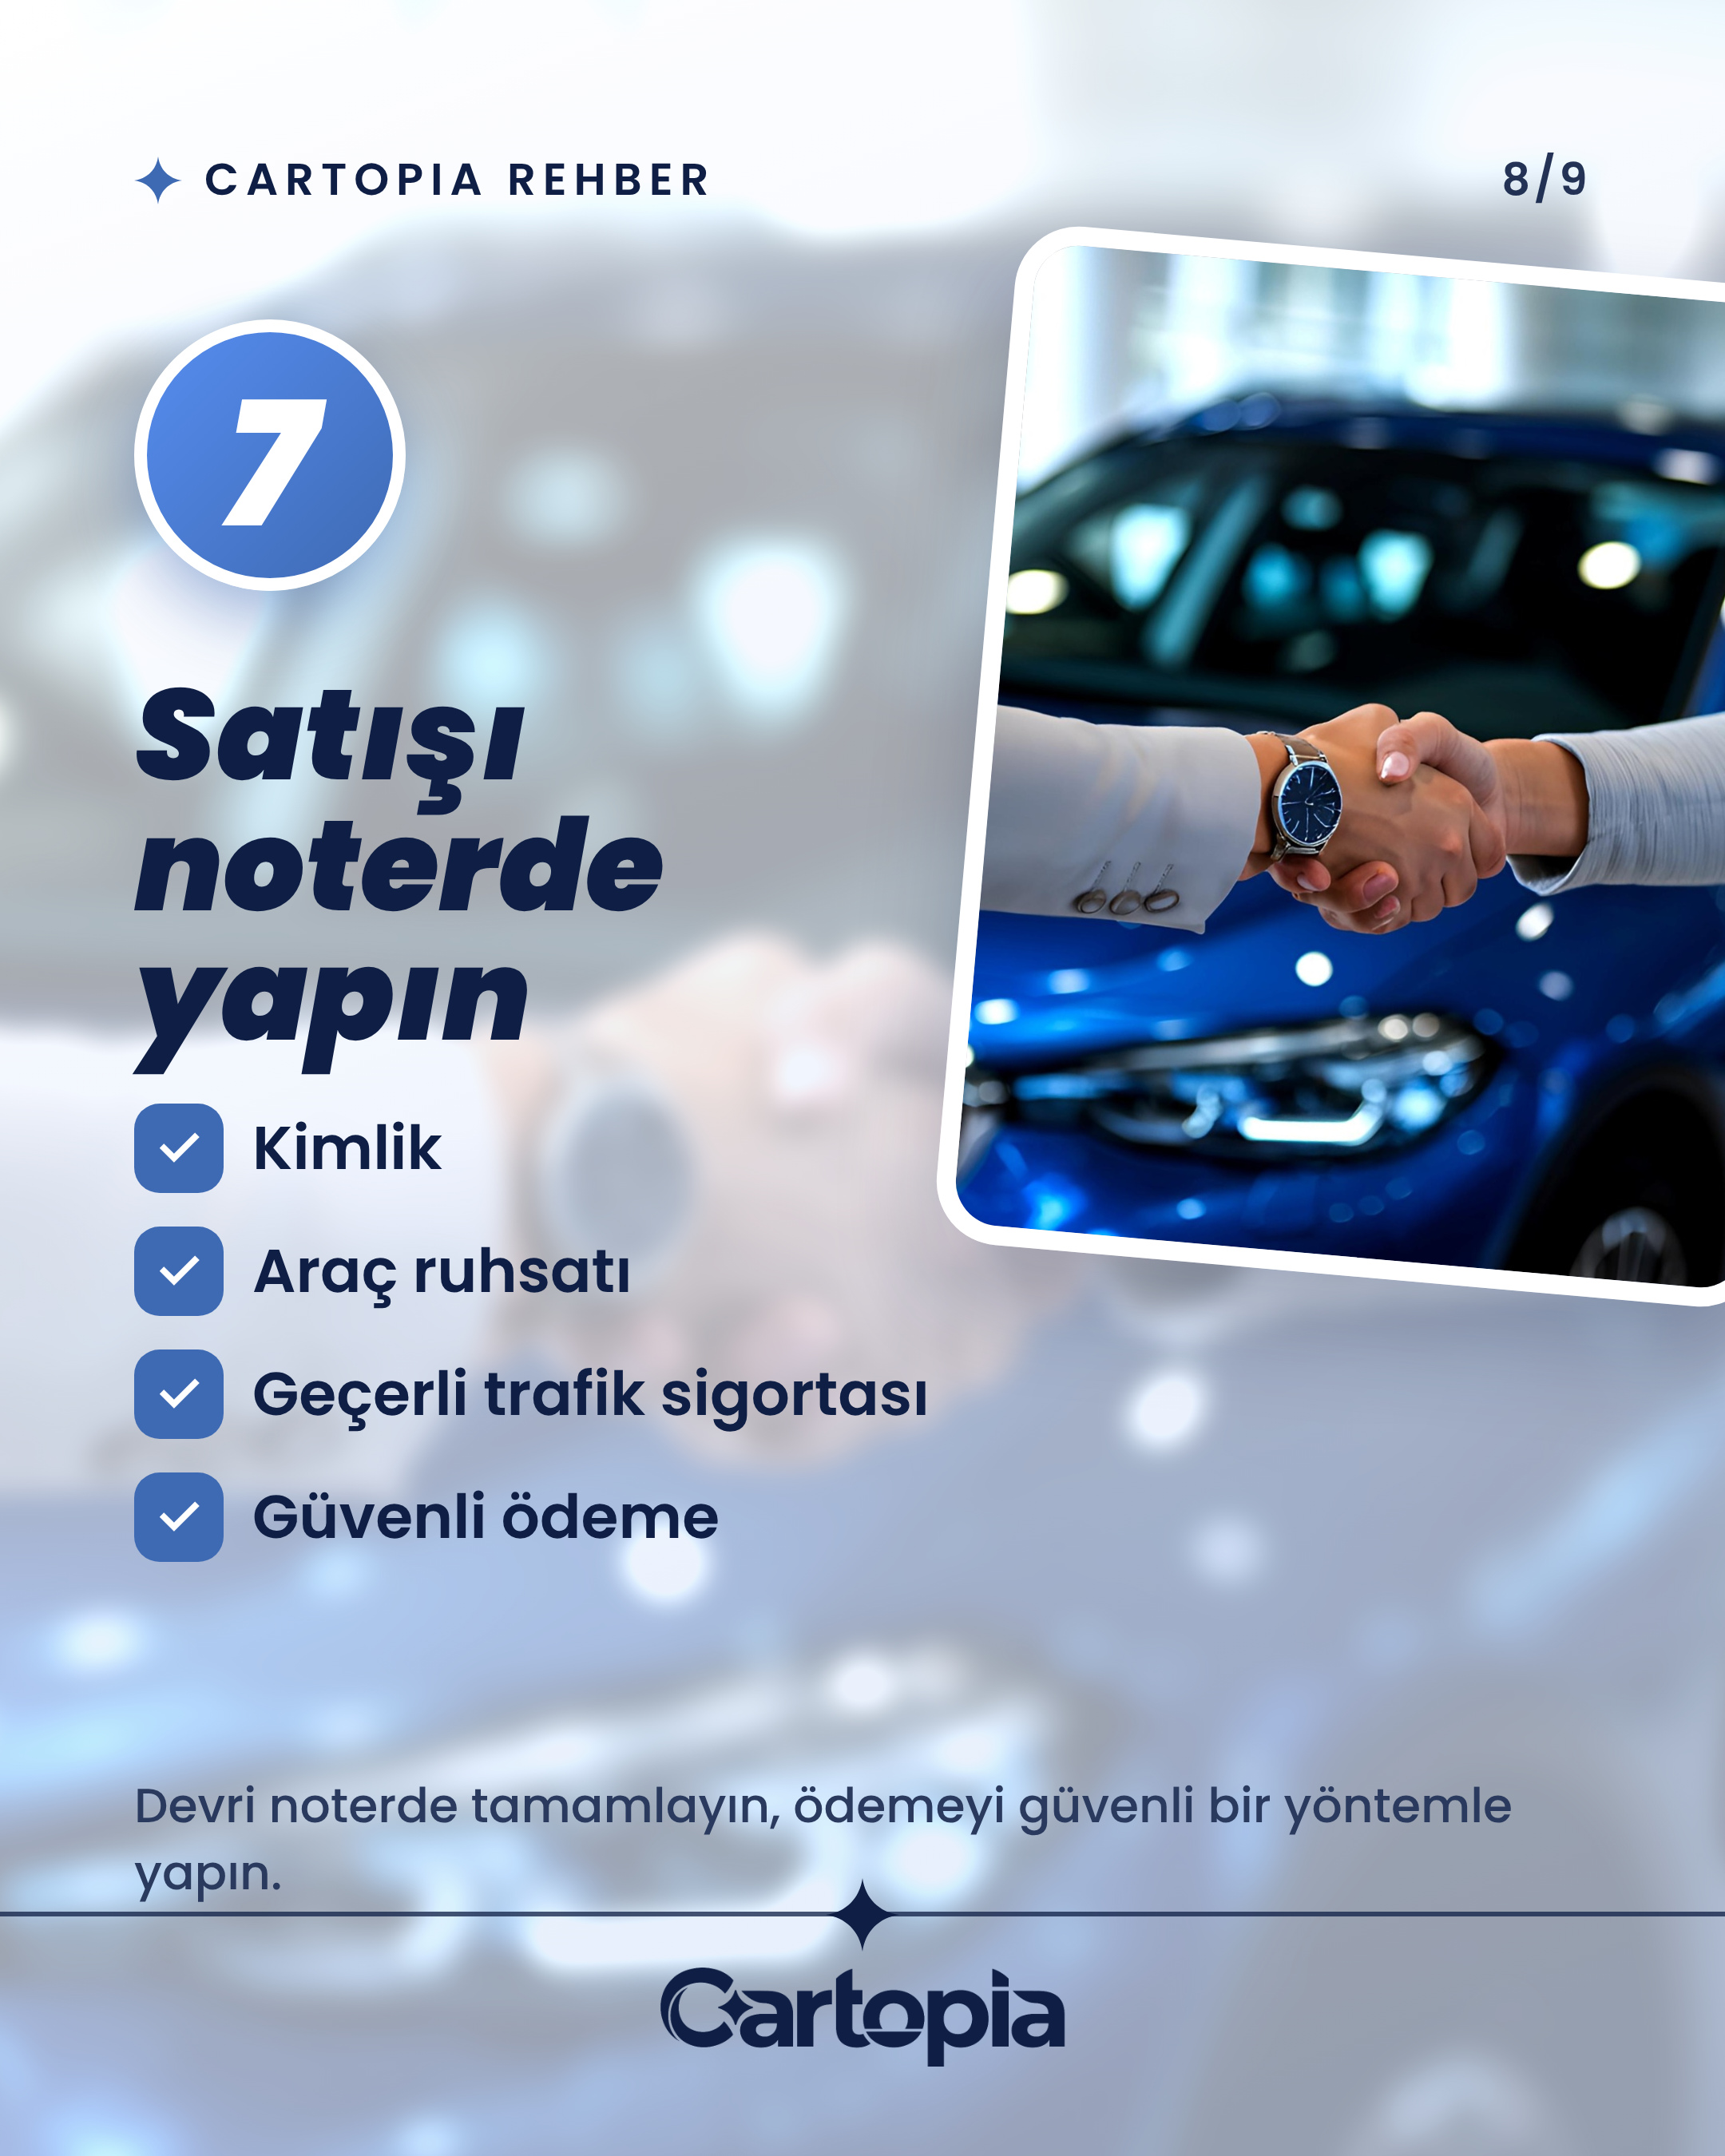 CARTOPIA REHBER
8/9
7
Satışı
noterde
yapın
Kimlik
Araç ruhsatı
Geçerli trafik sigortası
Güvenli ödeme
Devri noterde tamamlayın, ödemeyi güvenli bir yöntemle
yapın.
Cartopia